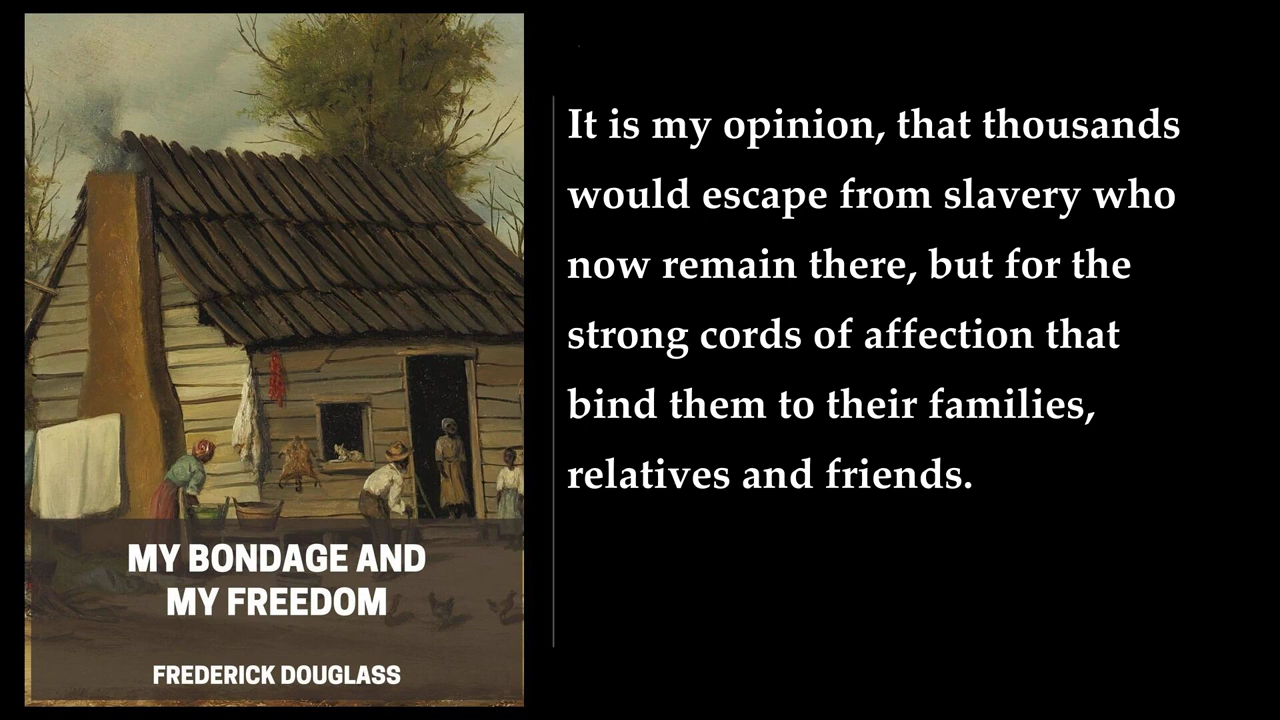 It is my opinion, that thousands
would escape from slavery who
now remain there, but for the
strong cords of affection that
bind them to their families,
relatives and friends.
MY BONDAGE AND
MY FREEDOM
FREDERICK DOUGLASS